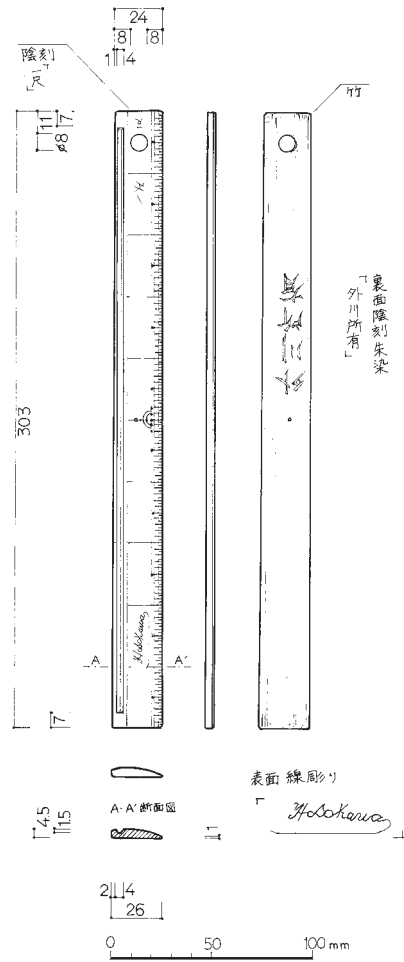 24
8 8
1 4
陰刻
「尺」
竹
11
7
φ8
裏面陰刻朱染
「外川所有」
303
Hosokawa
A A'
7
表面 線彫り
「Hosokawa」
A-A'断面図
4.5
1.5
1
2 4
26
0 50 100 mm